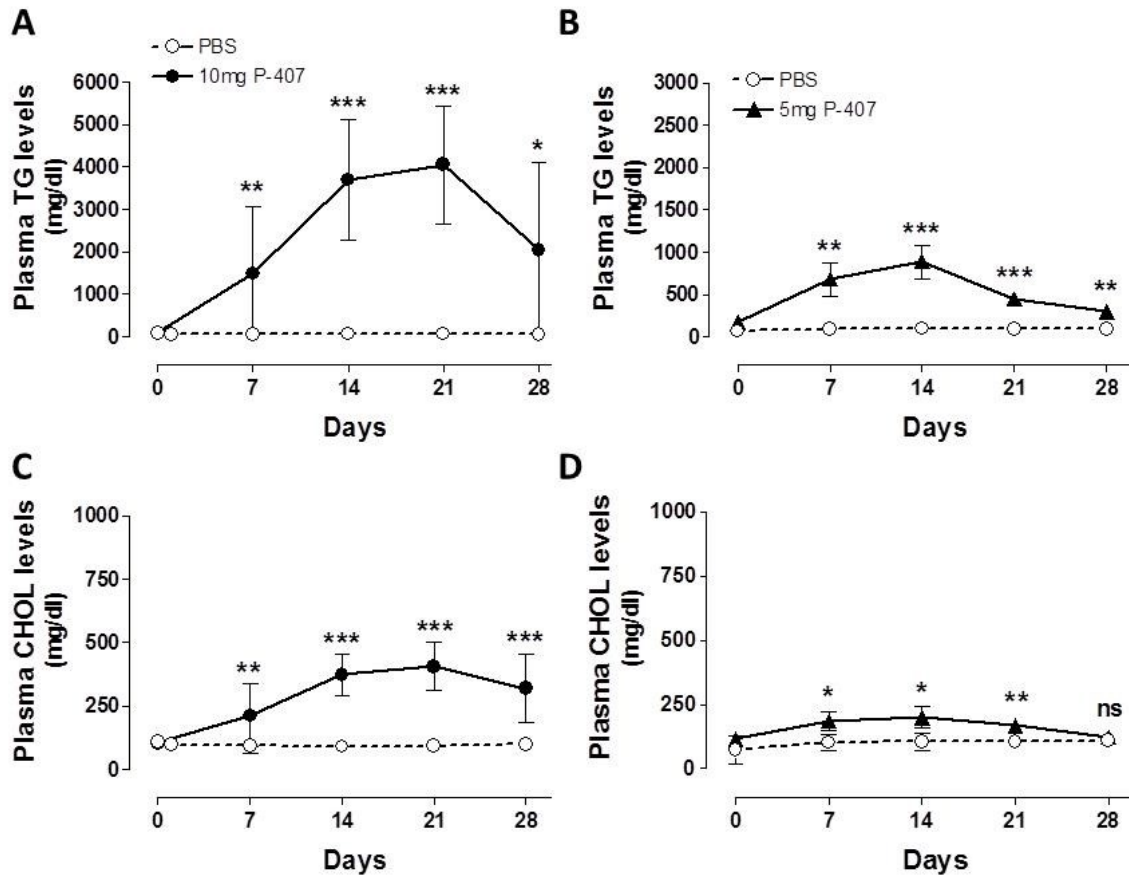 A
PBS
10mg P-407
Plasma TG levels
(mg/dl)
6000
5000
4000
3000
2000
1000
0
**
***
***
*
0 7 14 21 28
Days
B
PBS
5mg P-407
Plasma TG levels
(mg/dl)
3000
2500
2000
1500
1000
500
0
**
***
***
**
0 7 14 21 28
Days
C
Plasma CHOL levels
(mg/dl)
1000
750
500
250
0
**
***
***
***
0 7 14 21 28
Days
D
Plasma CHOL levels
(mg/dl)
1000
750
500
250
0
*
*
**
ns
0 7 14 21 28
Days